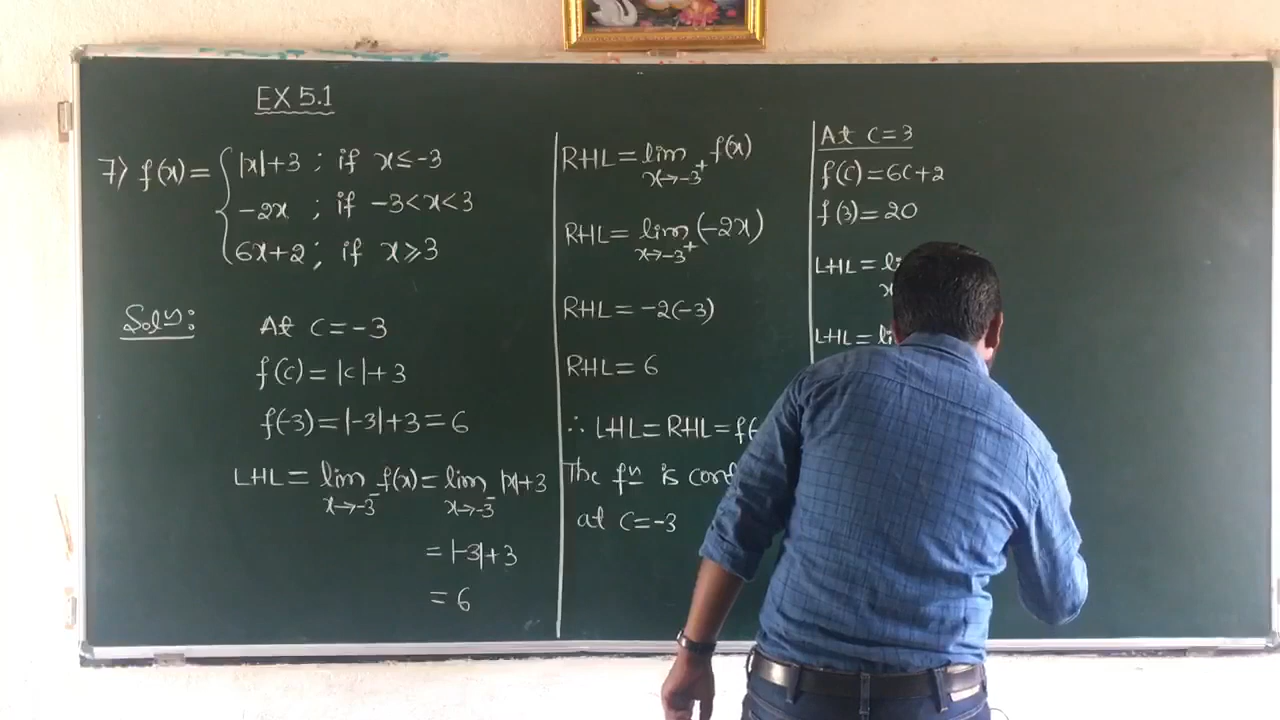 EX 5.1
7) f(x) = { |x|+3 ; if x ≤ -3
-2x ; if -3<x<3
6x+2 ; if x ≥ 3
Solⁿ:
At c = -3
f(c) = |c|+3
f(-3) = |-3|+3 = 6
LHL = lim x→-3⁻ f(x) = lim x→-3⁻ |x|+3
= |-3|+3
= 6
RHL = lim x→-3⁺ f(x)
RHL = lim x→-3⁺ (-2x)
RHL = -2(-3)
RHL = 6
∴ LHL = RHL = f(
The fⁿ is
at c = -3
At c = 3
f(c) = 6c+2
f(3) = 20
LHL =
LHL =